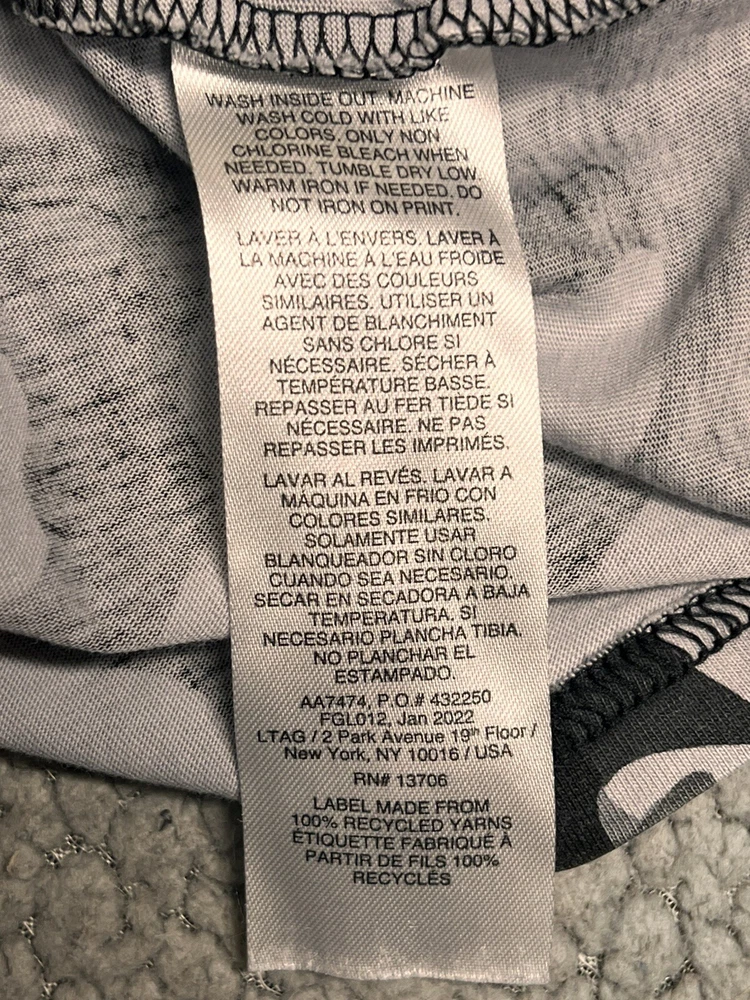 WASH INSIDE OUT. MACHINE
WASH COLD WITH LIKE
COLORS. ONLY NON
CHLORINE BLEACH WHEN
NEEDED. TUMBLE DRY LOW.
WARM IRON IF NEEDED. DO
NOT IRON ON PRINT.
LAVER À L'ENVERS. LAVER À
LA MACHINE À L'EAU FROIDE
AVEC DES COULEURS
SIMILAIRES. UTILISER UN
AGENT DE BLANCHIMENT
SANS CHLORE SI
NÉCESSAIRE. SÉCHER À
TEMPÉRATURE BASSE.
REPASSER AU FER TIÈDE SI
NÉCESSAIRE. NE PAS
REPASSER LES IMPRIMÉS.
LAVAR AL REVÉS. LAVAR A
MÁQUINA EN FRIO CON
COLORES SIMILARES.
SOLAMENTE USAR
BLANQUEADOR SIN CLORO
CUANDO SEA NECESARIO.
SECAR EN SECADORA A BAJA
TEMPERATURA. SI
NECESARIO PLANCHA TIBIA.
NO PLANCHAR EL
ESTAMPADO.
AA7474, P.O.# 432250
FGL012, Jan 2022
LTAG / 2 Park Avenue 19th Floor /
New York, NY 10016 / USA
RN# 13706
LABEL MADE FROM
100% RECYCLED YARNS
ÉTIQUETTE FABRIQUÉ À
PARTIR DE FILS 100%
RECYCLÉS